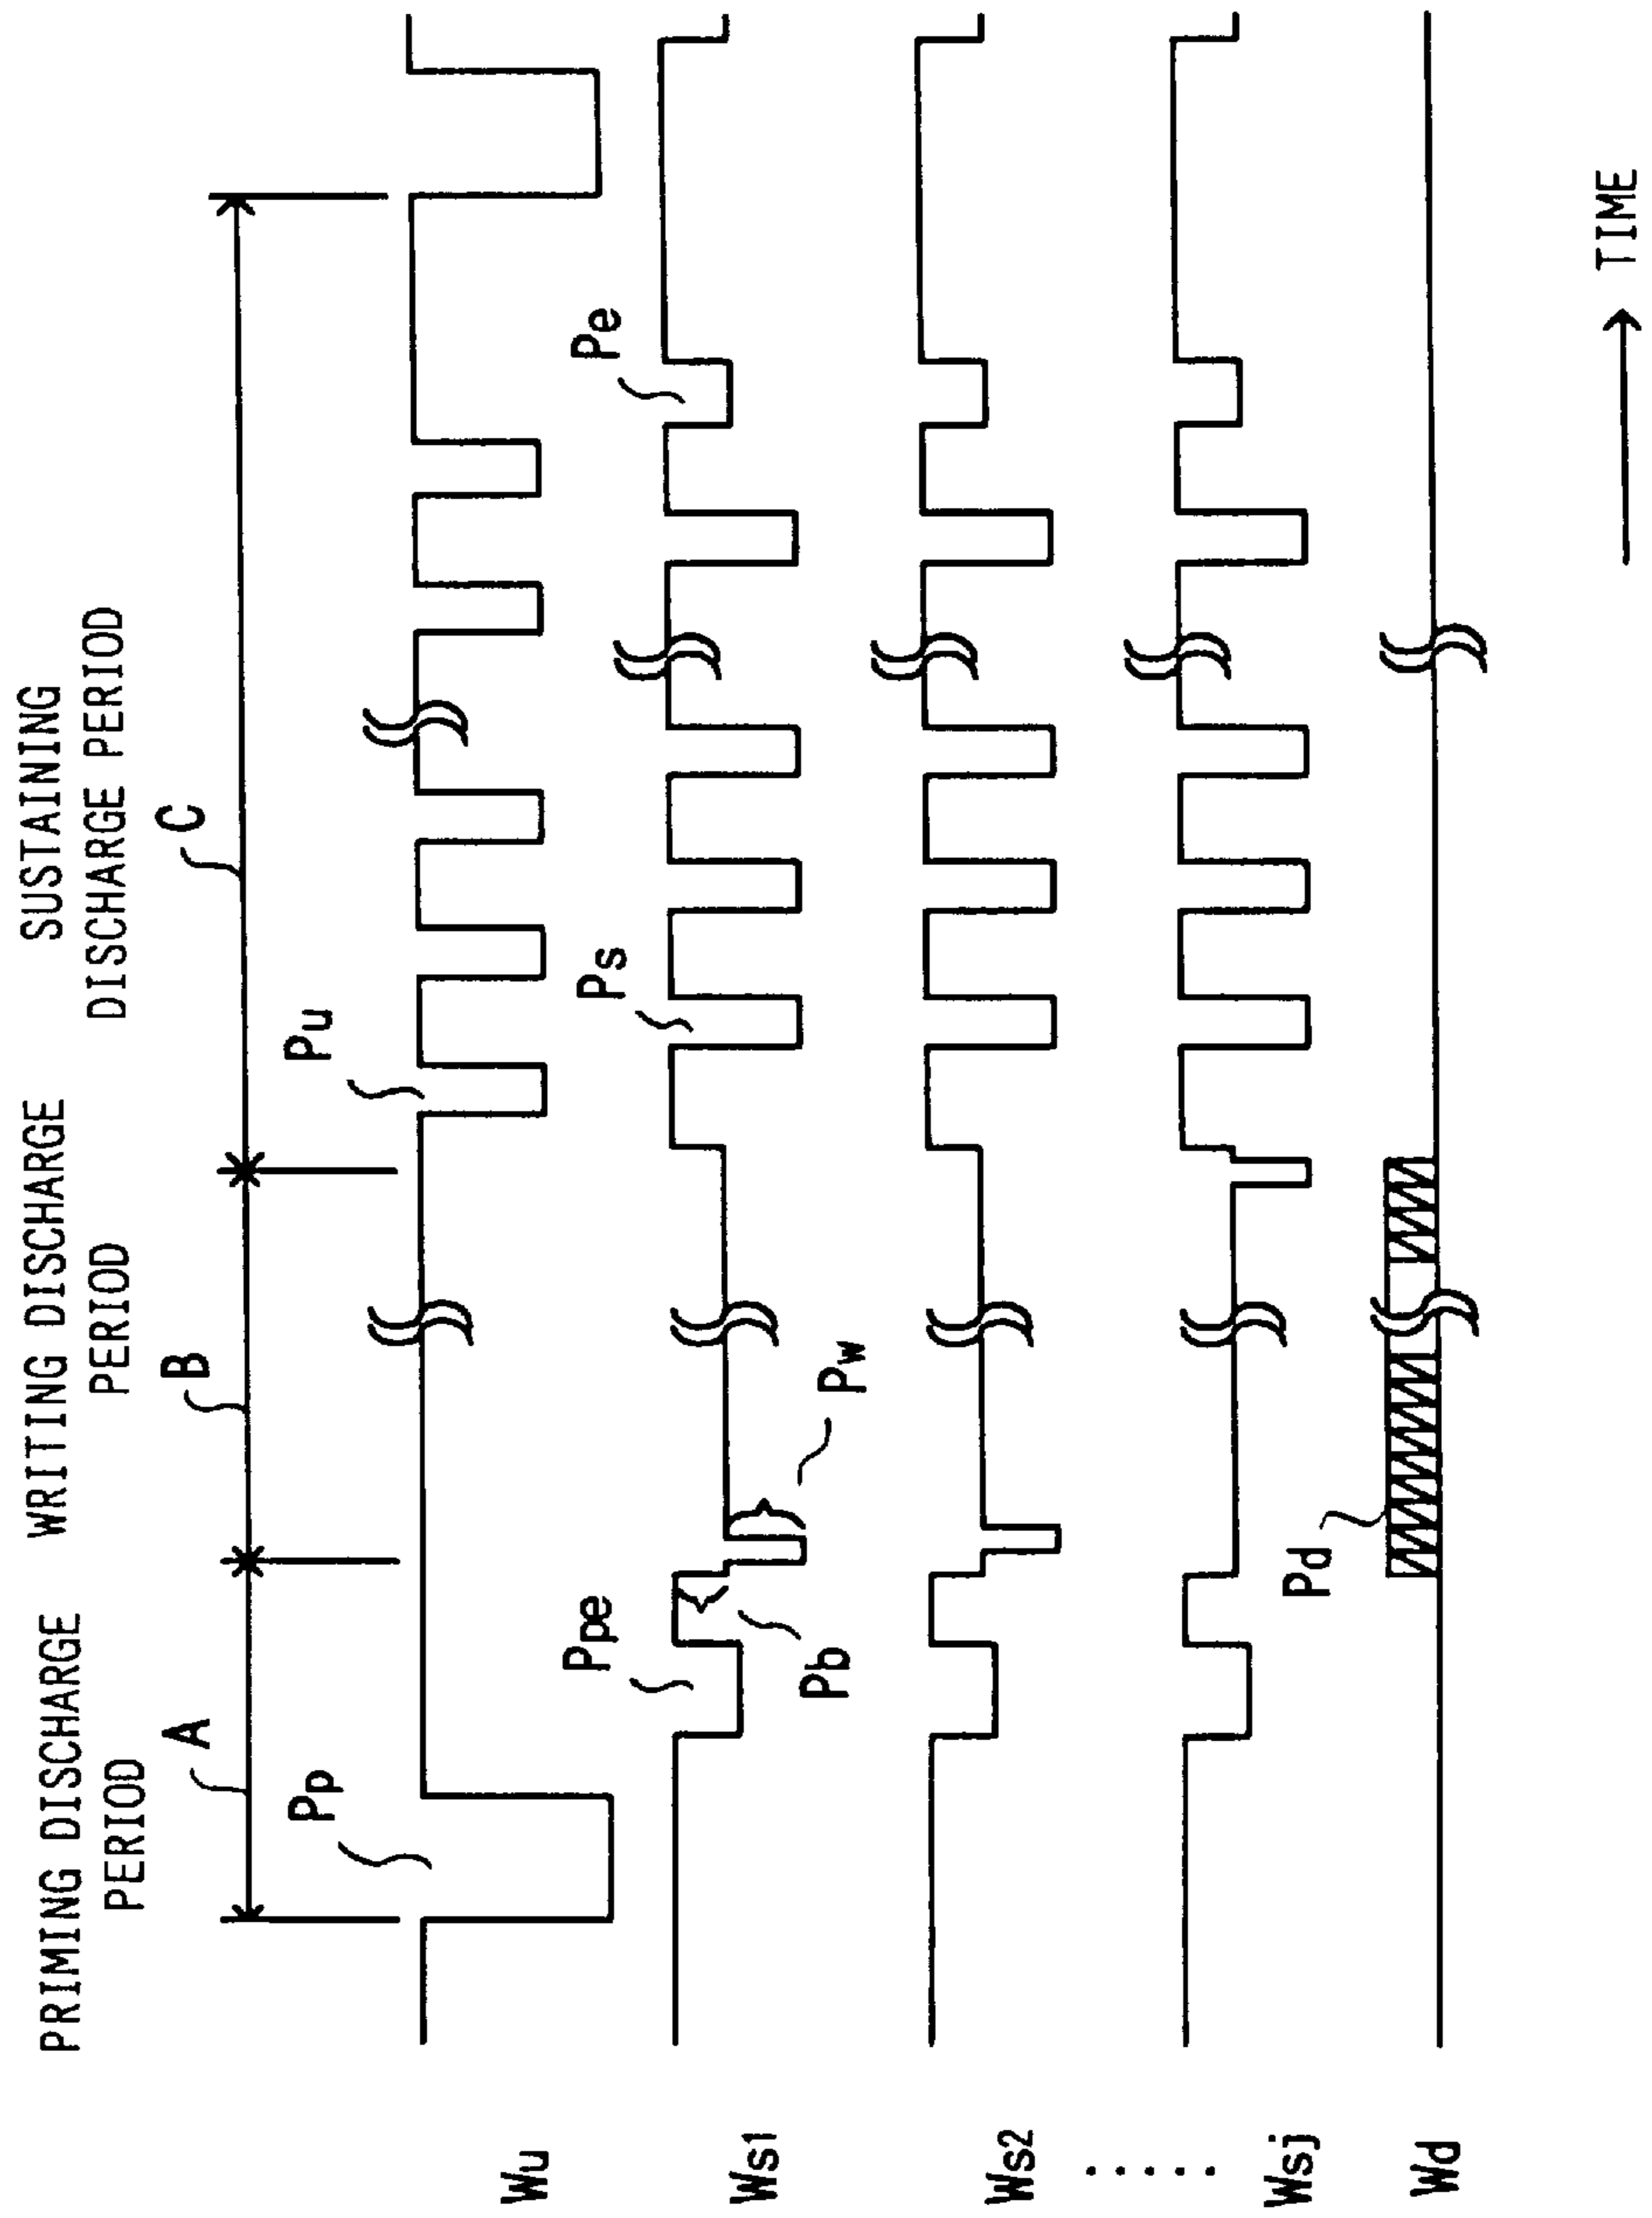 PRIMING DISCHARGE
PERIOD
WRITING DISCHARGE
PERIOD
SUSTAINING
DISCHARGE PERIOD
A
B
C
Pp
Pu
Wu
Ppe
Ps
Pe
Pb
Pw
Ws1
Ws2
.....
Wsj
Pd
Wd
TIME